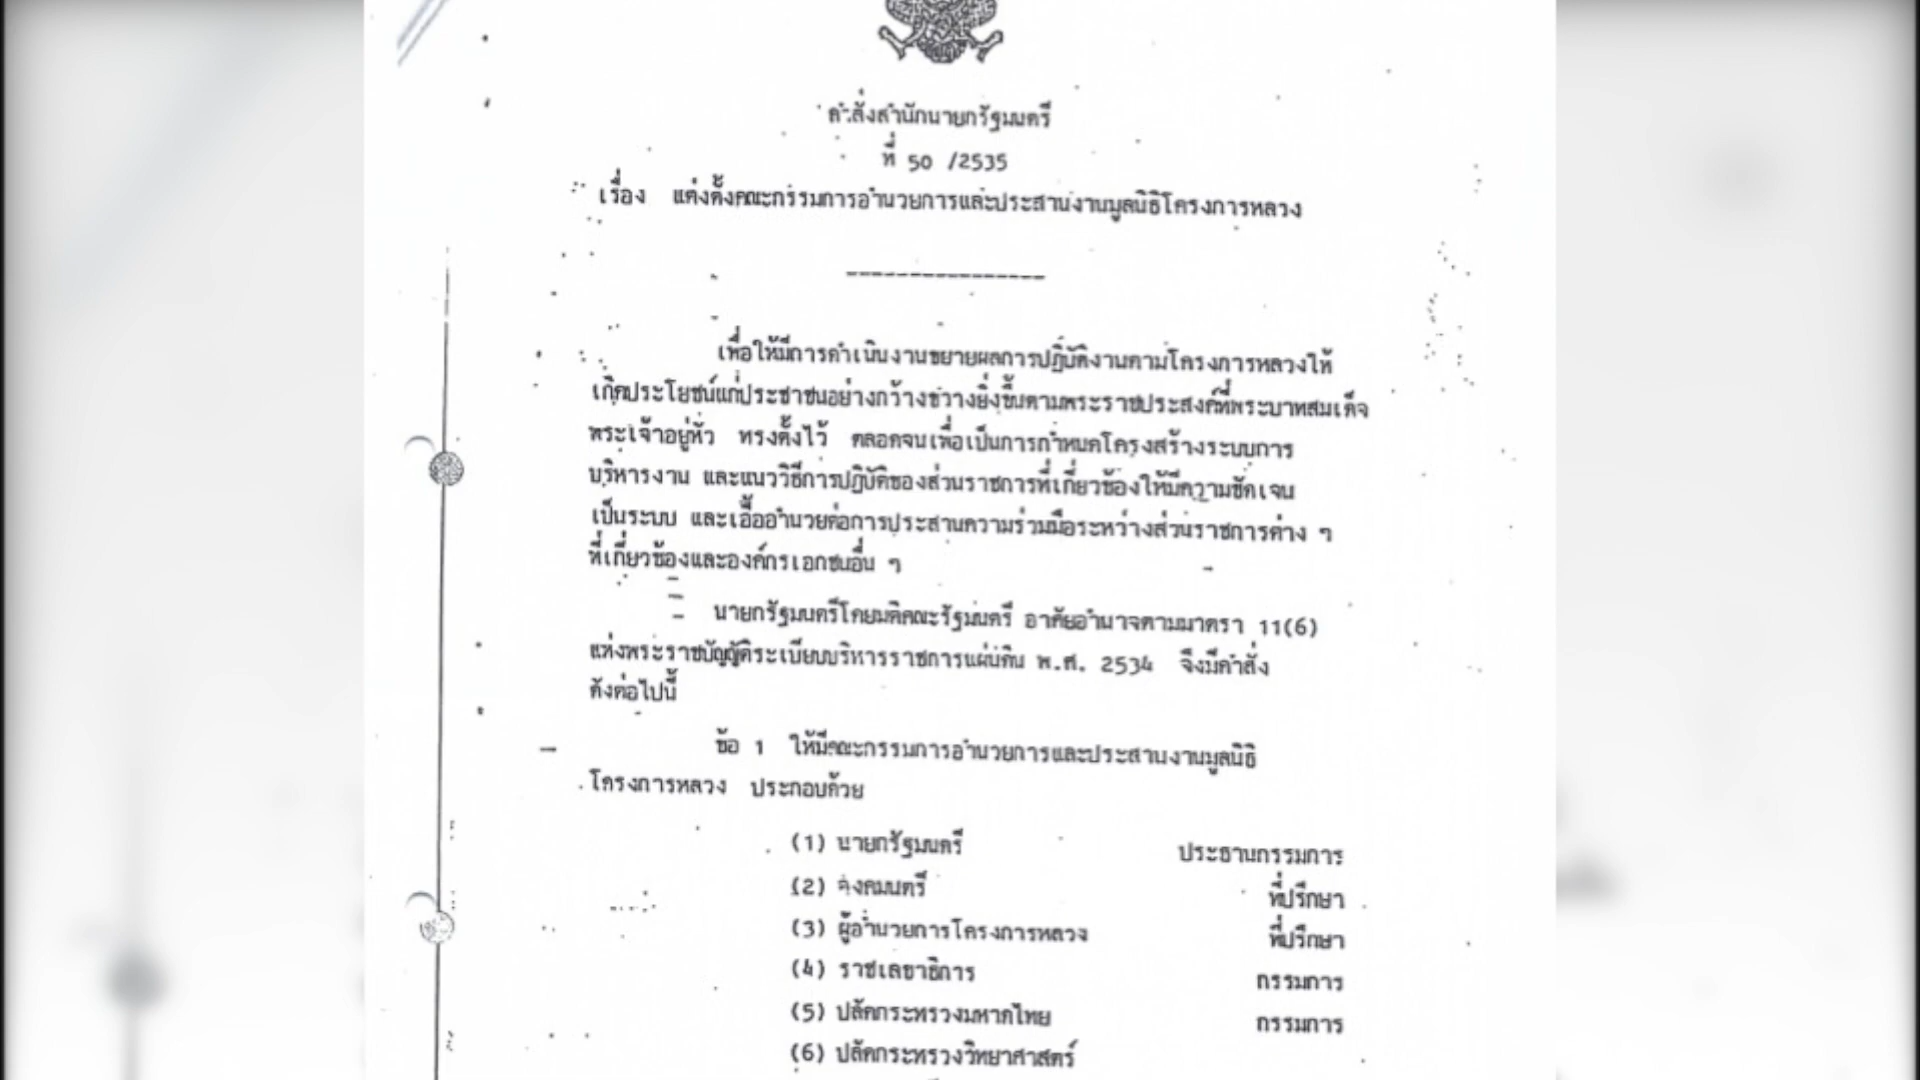 คำสั่งสำนักนายกรัฐมนตรี
ที่ 50 /2535
เรื่อง แต่งตั้งคณะกรรมการอำนวยการและประสานงานมูลนิธิโครงการหลวง
----------------
เพื่อให้มีการดำเนินงานขยายผลการปฏิบัติงานตามโครงการหลวงให้
เกิดประโยชน์แก่ประชาชนอย่างกว้างขวางยิ่งขึ้นตามพระราชประสงค์ที่พระบาทสมเด็จ
พระเจ้าอยู่หัว ทรงตั้งไว้ ตลอดจนเพื่อเป็นการกำหนดโครงสร้างระบบการ
บริหารงาน และแนววิธีการปฏิบัติของส่วนราชการที่เกี่ยวข้องให้มีความชัดเจน
เป็นระบบ และเอื้ออำนวยต่อการประสานความร่วมมือระหว่างส่วนราชการต่าง ๆ
ที่เกี่ยวข้องและองค์กรเอกชนอื่น ๆ
นายกรัฐมนตรีโดยมติคณะรัฐมนตรี อาศัยอำนาจตามมาตรา 11(6)
แห่งพระราชบัญญัติระเบียบบริหารราชการแผ่นดิน พ.ศ. 2534 จึงมีคำสั่ง
ดังต่อไปนี้
ข้อ 1 ให้มีคณะกรรมการอำนวยการและประสานงานมูลนิธิ
โครงการหลวง ประกอบด้วย
(1) นายกรัฐมนตรี ประธานกรรมการ
(2) องคมนตรี ที่ปรึกษา
(3) ผู้อำนวยการโครงการหลวง ที่ปรึกษา
(4) ราชเลขาธิการ กรรมการ
(5) ปลัดกระทรวงมหาดไทย กรรมการ
(6) ปลัดกระทรวงวิทยาศาสตร์